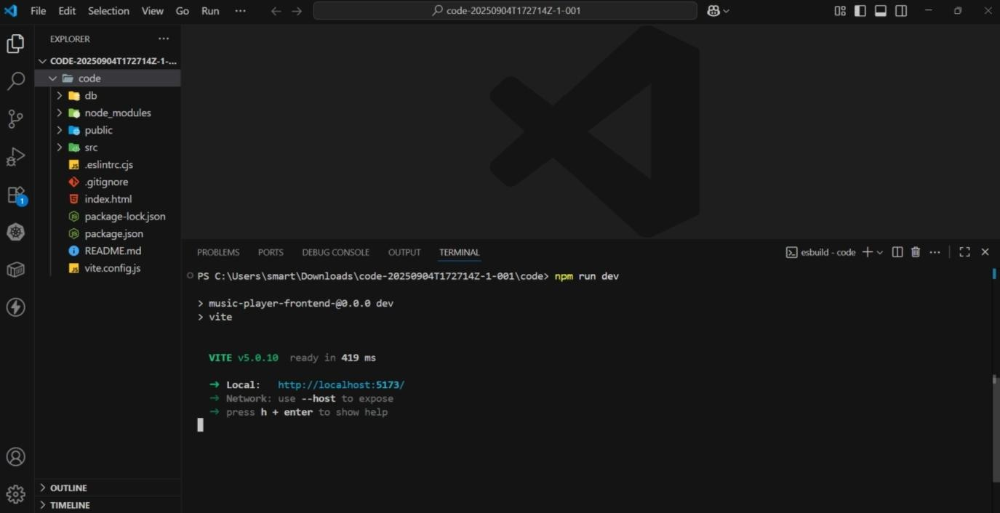 File Edit Selection View Go Run ···
code-20250904T172714Z-1-001
EXPLORER ···
CODE-20250904T172714Z-1-...
code
db
node_modules
public
src
.eslintrc.cjs
.gitignore
index.html
package-lock.json
package.json
README.md
vite.config.js
OUTLINE
TIMELINE
1
PROBLEMS PORTS DEBUG CONSOLE OUTPUT TERMINAL
esbuild - code
PS C:\Users\smart\Downloads\code-20250904T172714Z-1-001\code> npm run dev
> music-player-frontend-@0.0.0 dev
> vite
VITE v5.0.10 ready in 419 ms
➜ Local: http://localhost:5173/
➜ Network: use --host to expose
➜ press h + enter to show help